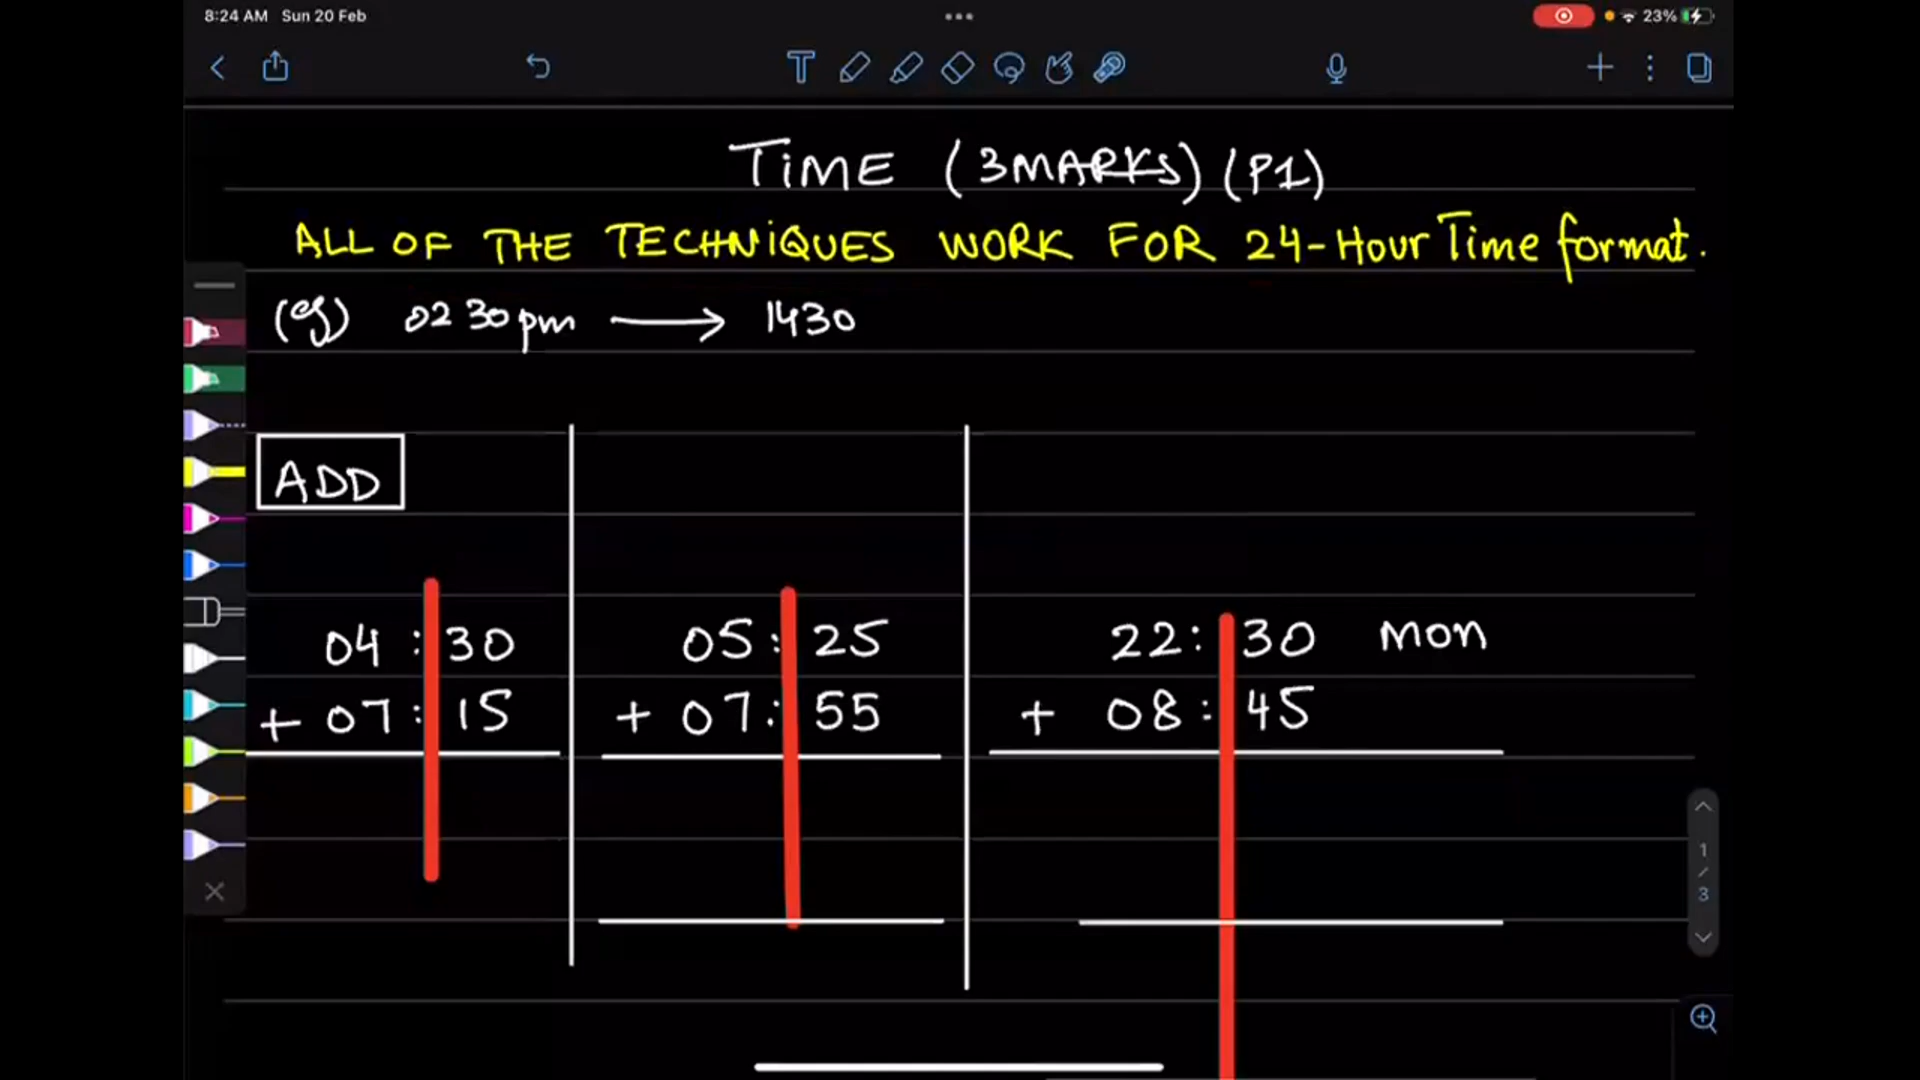 8:24 AM Sun 20 Feb
23%
TiME (3MARKS) (P1)
ALL OF THE TECHNiQUES WORK FOR 24-Hour Time format.
(eg) 02 30pm → 1430
ADD
04 : 30
+ 07 : 15
05 : 25
+ 07 : 55
22 : 30 mon
+ 08 : 45
1 / 3